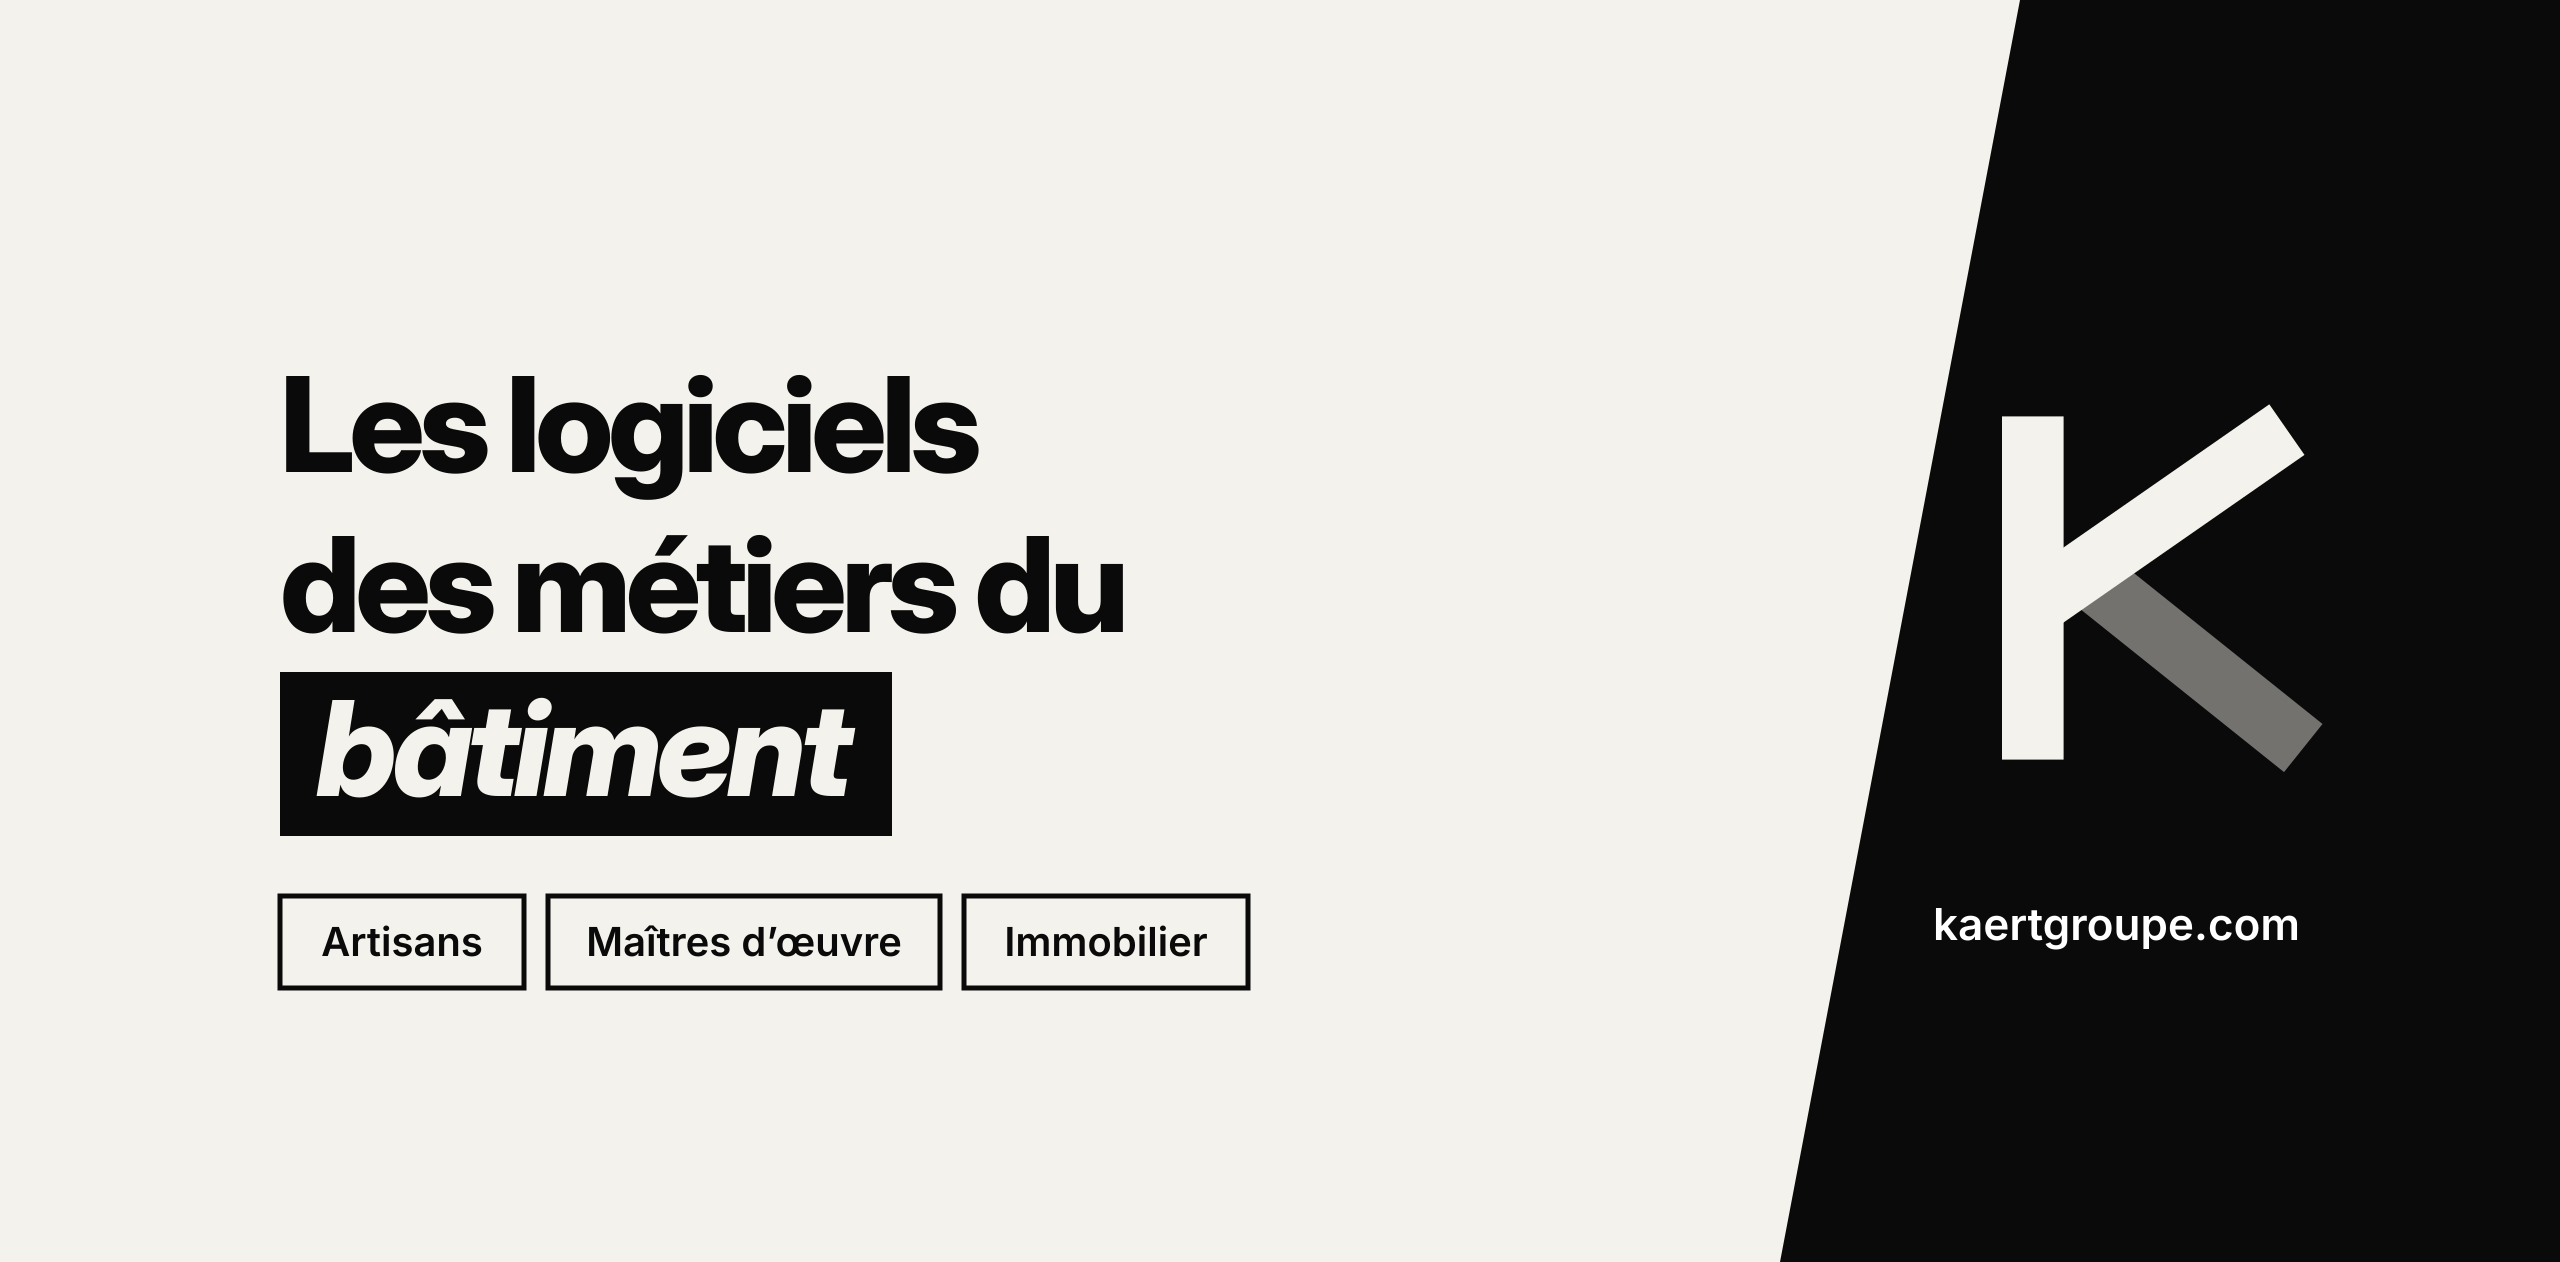 Les logiciels
des métiers du
bâtiment
Artisans
Maîtres d’œuvre
Immobilier
K
kaertgroupe.com